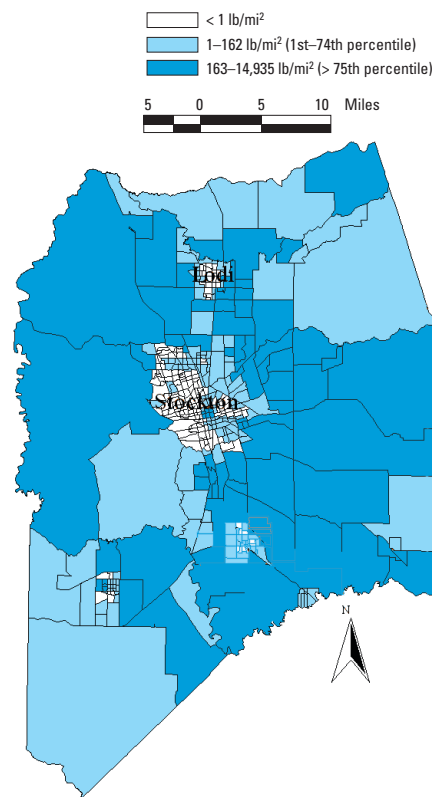 < 1 lb/mi²
1–162 lb/mi² (1st–74th percentile)
163–14,935 lb/mi² (> 75th percentile)
5 0 5 10 Miles
Lodi
Stockton
N